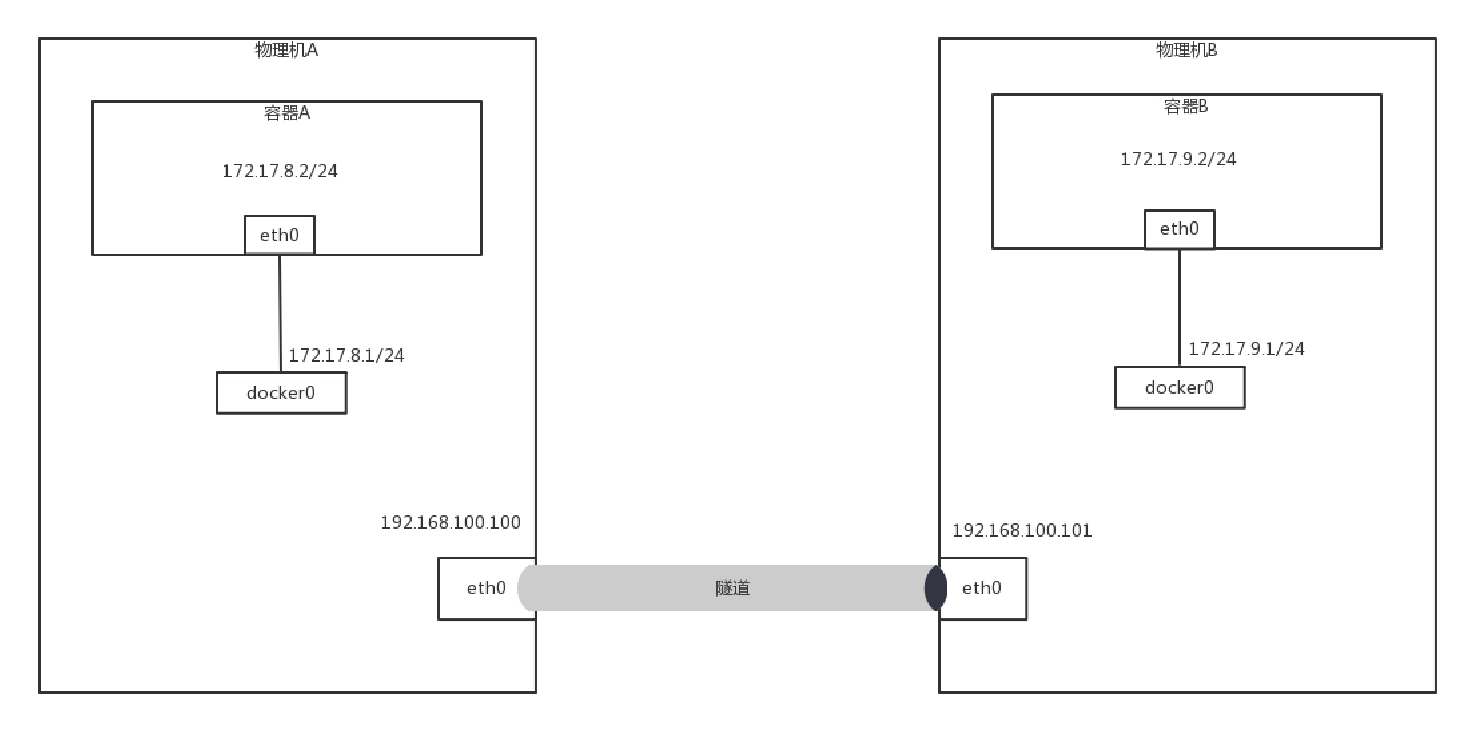 物理机A
容器A
172.17.8.2/24
eth0
172.17.8.1/24
docker0
192.168.100.100
eth0
隧道
物理机B
容器B
172.17.9.2/24
eth0
172.17.9.1/24
docker0
192.168.100.101
eth0